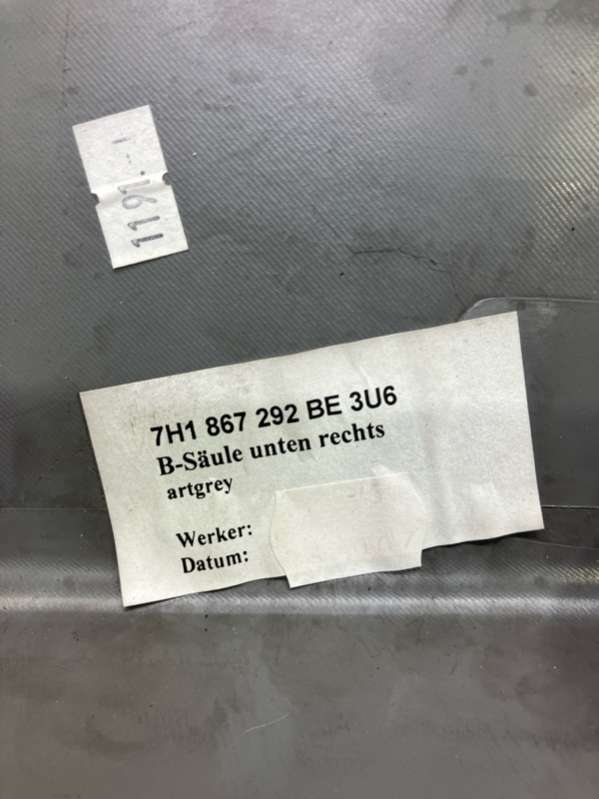 1191.-
7H1 867 292 BE 3U6
B-Säule unten rechts
artgrey
Werker:
Datum: